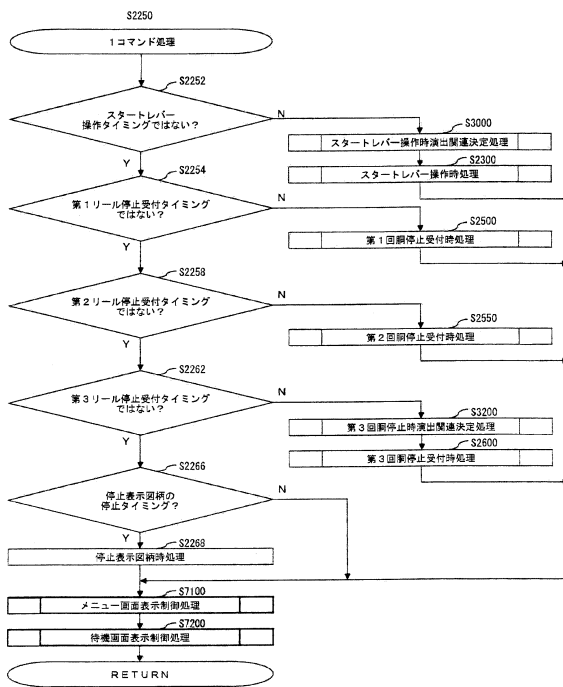 S2250
1コマンド処理
S2252
スタートレバー
操作タイミングではない?
N
Y
S3000
スタートレバー操作時演出関連決定処理
S2300
スタートレバー操作時処理
S2254
第1リール停止受付タイミング
ではない?
N
Y
S2500
第1回胴停止受付時処理
S2258
第2リール停止受付タイミング
ではない?
N
Y
S2550
第2回胴停止受付時処理
S2262
第3リール停止受付タイミング
ではない?
N
Y
S3200
第3回胴停止時演出関連決定処理
S2600
第3回胴停止受付時処理
S2266
停止表示図柄の
停止タイミング?
N
Y
S2268
停止表示図柄時処理
S7100
メニュー画面表示制御処理
S7200
待機画面表示制御処理
RETURN